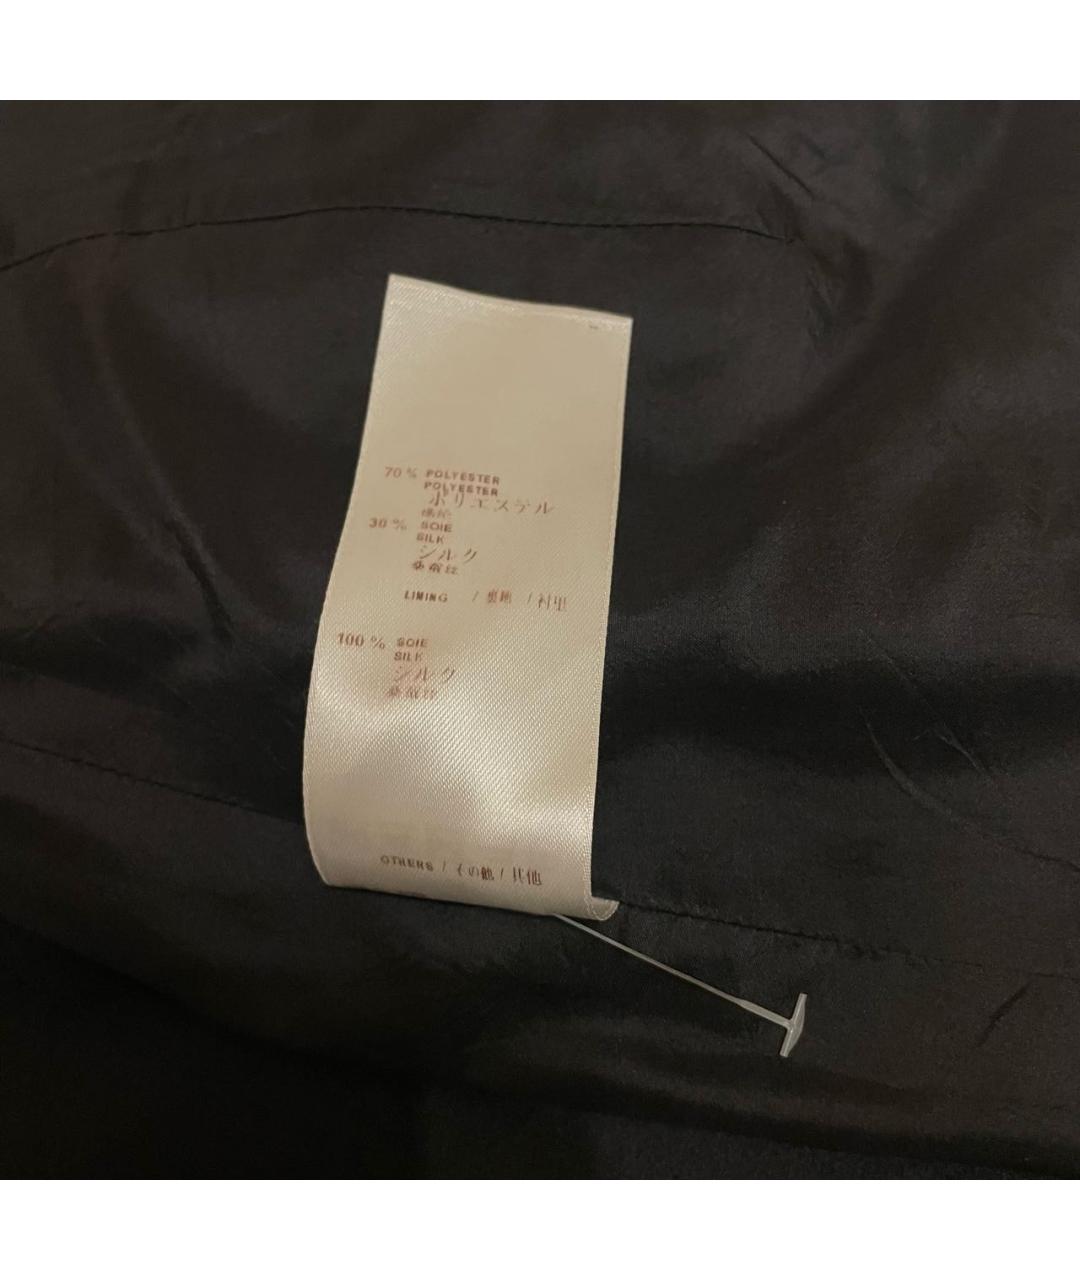 70 % POLYESTER
POLYESTER
ポリエステル
30 % SOIE
SILK
シルク
桑蚕丝
LINING / 裏地 / 衬里
100 % SOIE
SILK
シルク
桑蚕丝
OTHERS / その他 / 其他